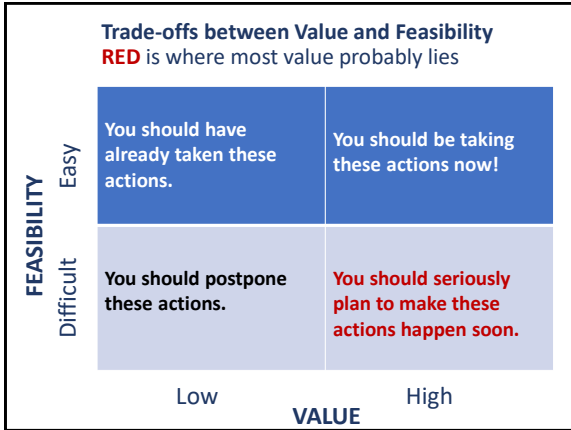 Trade-offs between Value and Feasibility
RED is where most value probably lies
FEASIBILITY
Easy
You should have
already taken these
actions.
You should be taking
these actions now!
Difficult
You should postpone
these actions.
You should seriously
plan to make these
actions happen soon.
Low
High
VALUE